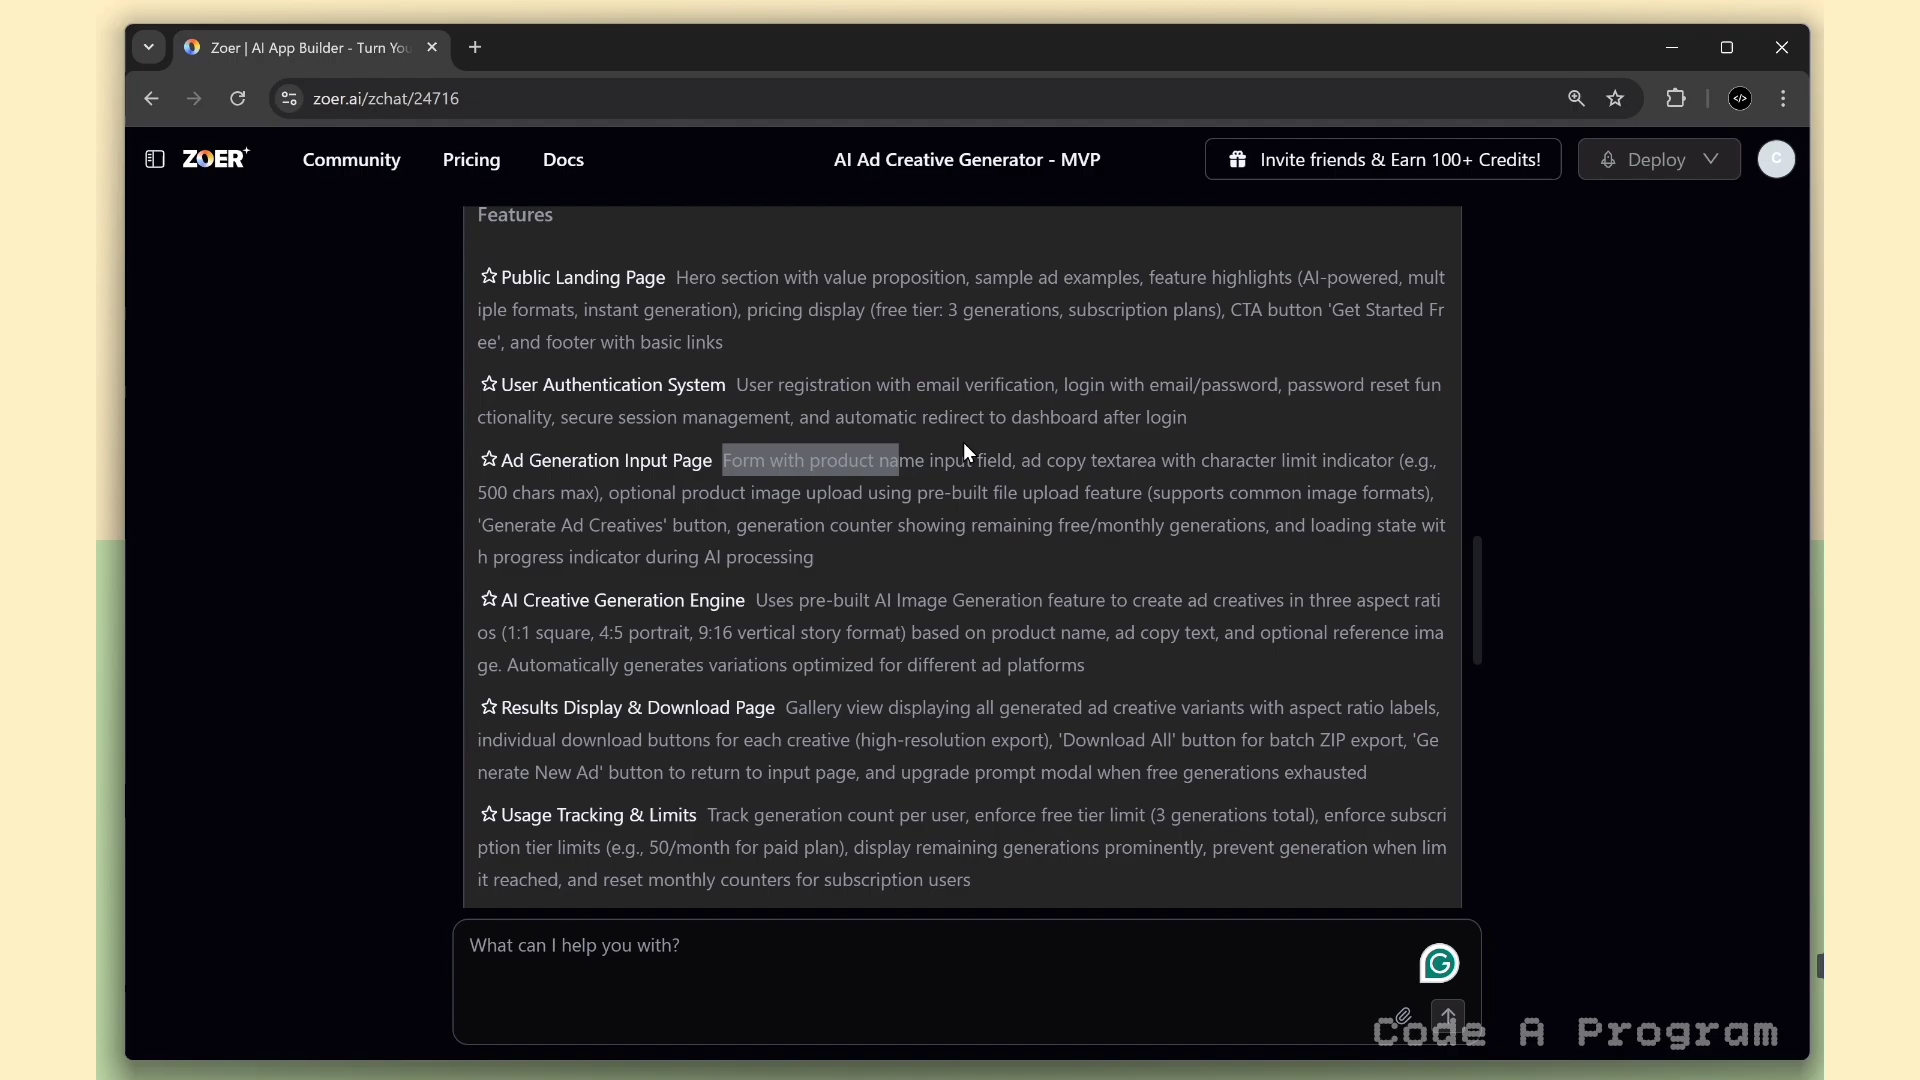 Zoer | AI App Builder - Turn You
zoer.ai/zchat/24716
ZOER
Community
Pricing
Docs
AI Ad Creative Generator - MVP
Invite friends & Earn 100+ Credits!
Deploy
C
Features
Public Landing Page Hero section with value proposition, sample ad examples, feature highlights (AI-powered, mult
iple formats, instant generation), pricing display (free tier: 3 generations, subscription plans), CTA button 'Get Started Fr
ee', and footer with basic links
User Authentication System User registration with email verification, login with email/password, password reset fun
ctionality, secure session management, and automatic redirect to dashboard after login
Ad Generation Input Page Form with product name input field, ad copy textarea with character limit indicator (e.g.,
500 chars max), optional product image upload using pre-built file upload feature (supports common image formats),
'Generate Ad Creatives' button, generation counter showing remaining free/monthly generations, and loading state wit
h progress indicator during AI processing
AI Creative Generation Engine Uses pre-built AI Image Generation feature to create ad creatives in three aspect rati
os (1:1 square, 4:5 portrait, 9:16 vertical story format) based on product name, ad copy text, and optional reference ima
ge. Automatically generates variations optimized for different ad platforms
Results Display & Download Page Gallery view displaying all generated ad creative variants with aspect ratio labels,
individual download buttons for each creative (high-resolution export), 'Download All' button for batch ZIP export, 'Ge
nerate New Ad' button to return to input page, and upgrade prompt modal when free generations exhausted
Usage Tracking & Limits Track generation count per user, enforce free tier limit (3 generations total), enforce subscri
ption tier limits (e.g., 50/month for paid plan), display remaining generations prominently, prevent generation when lim
it reached, and reset monthly counters for subscription users
What can I help you with?
Code A Program